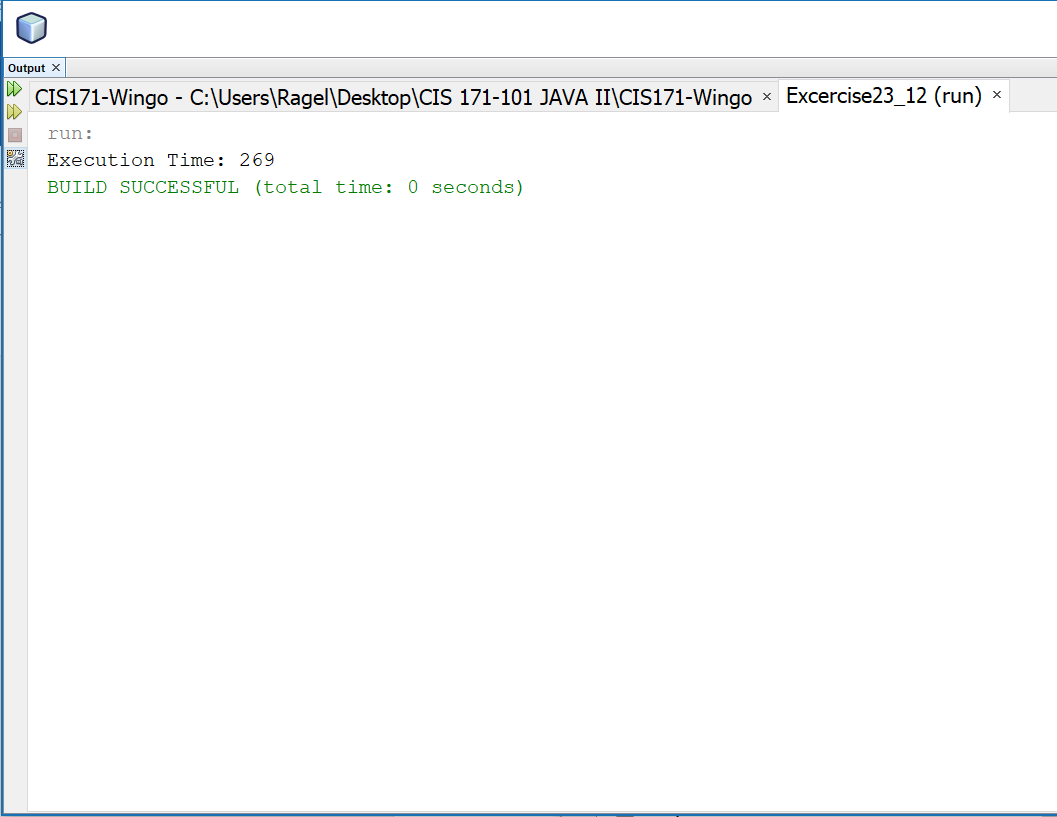 Output ×
CIS171-Wingo - C:\Users\Ragel\Desktop\CIS 171-101 JAVA II\CIS171-Wingo × Excercise23_12 (run) ×
run:
Execution Time: 269
BUILD SUCCESSFUL (total time: 0 seconds)